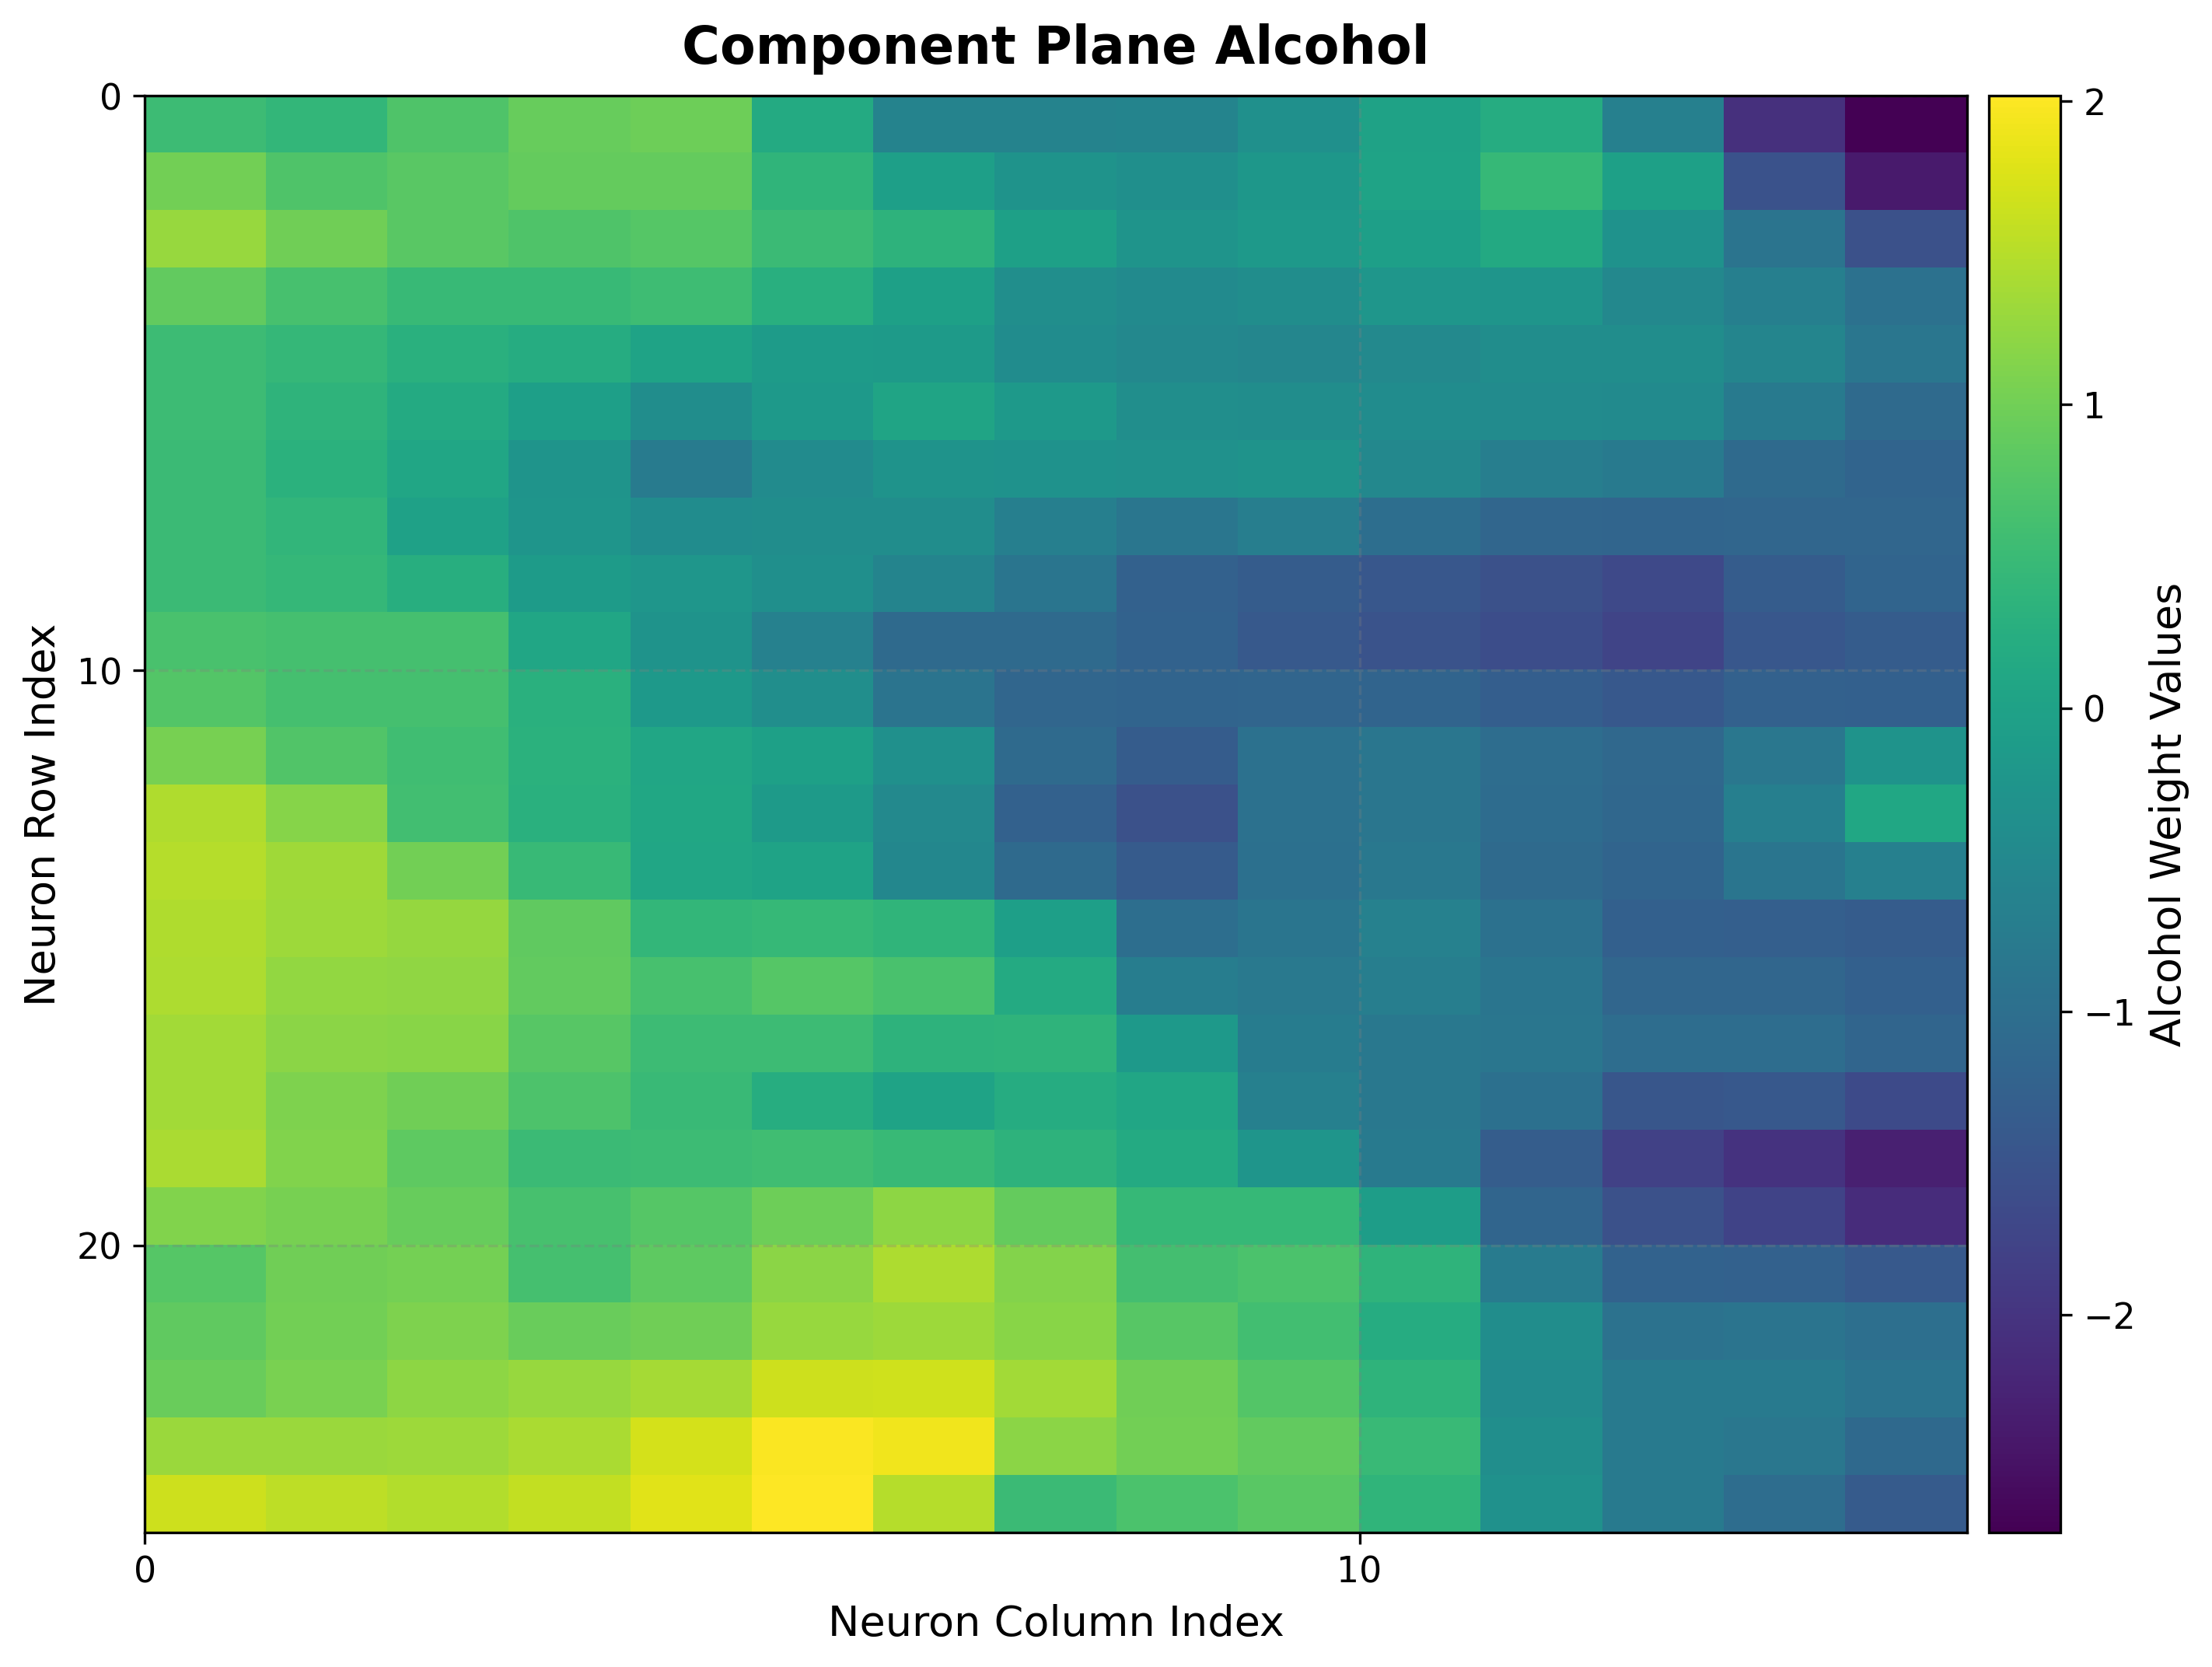 Component Plane Alcohol
0
10
20
Neuron Row Index
0
10
Neuron Column Index
2
1
0
−1
−2
Alcohol Weight Values